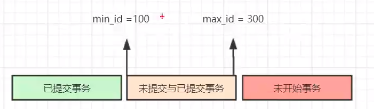 min_id =100 + max_id = 300
已提交事务 未提交与已提交事务 未开始事务